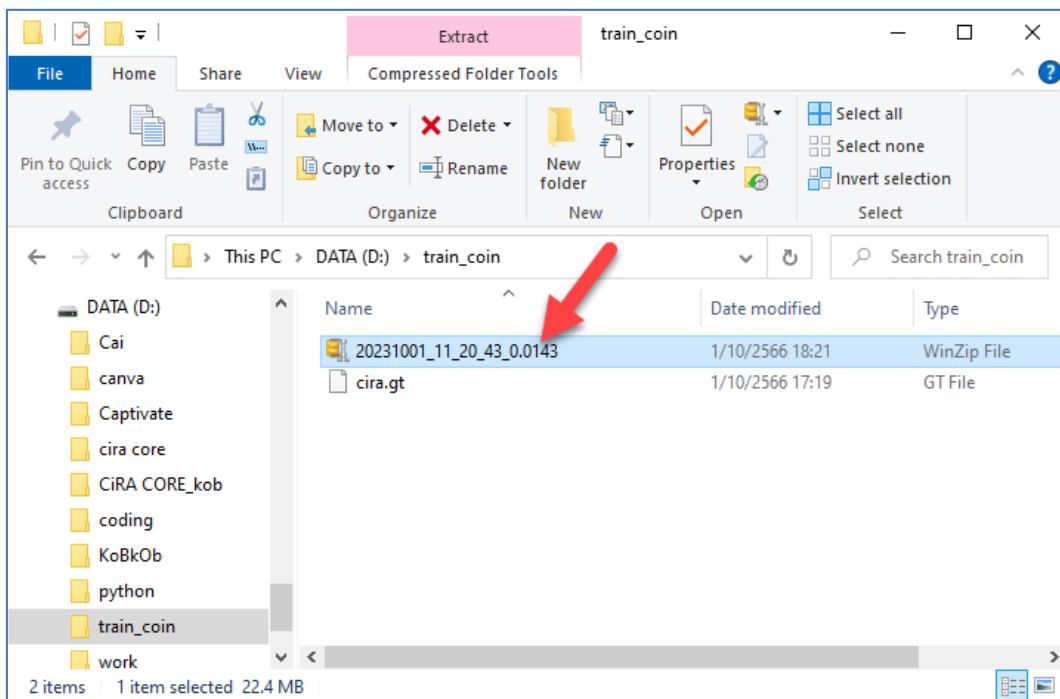 Extract train_coin
File Home Share View Compressed Folder Tools
Pin to Quick access
Copy
Paste
Move to
Copy to
Delete
Rename
New folder
Properties
Select all
Select none
Invert selection
Clipboard Organize New Open Select
This PC > DATA (D:) > train_coin
Search train_coin
DATA (D:)
Cai
canva
Captivate
cira core
CiRA CORE_kob
coding
KoBkOb
python
train_coin
work
Name Date modified Type
20231001_11_20_43_0.0143 1/10/2566 18:21 WinZip File
cira.gt 1/10/2566 17:19 GT File
2 items 1 item selected 22.4 MB